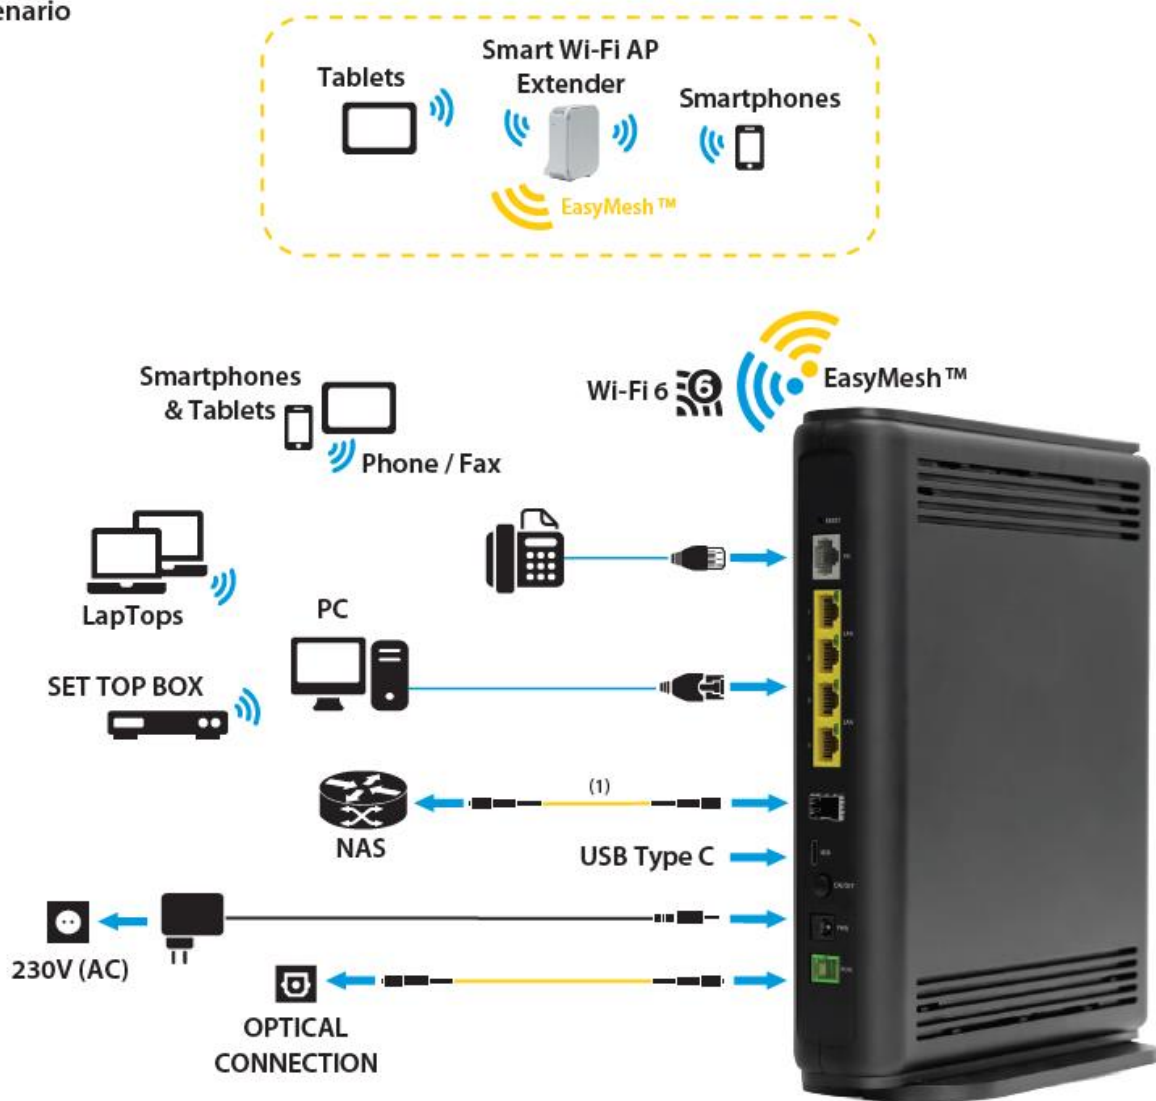 enario
Smart Wi-Fi AP
Extender
Tablets
Smartphones
EasyMesh™
Wi-Fi 6
6
EasyMesh™
Smartphones
& Tablets
Phone / Fax
LapTops
PC
SET TOP BOX
(1)
NAS
USB Type C
230V (AC)
OPTICAL
CONNECTION